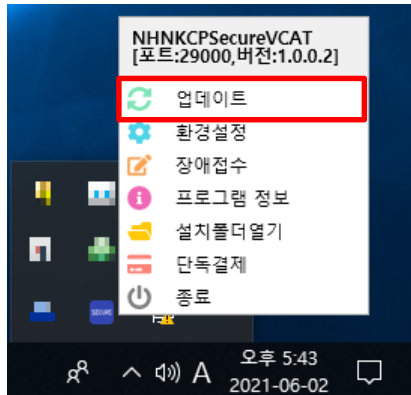 NHNKCPSecureVCAT
[포트:29000,버전:1.0.0.2]
업데이트
환경설정
장애접수
프로그램 정보
설치폴더열기
단독결제
종료
SECURE
A
오후 5:43
2021-06-02